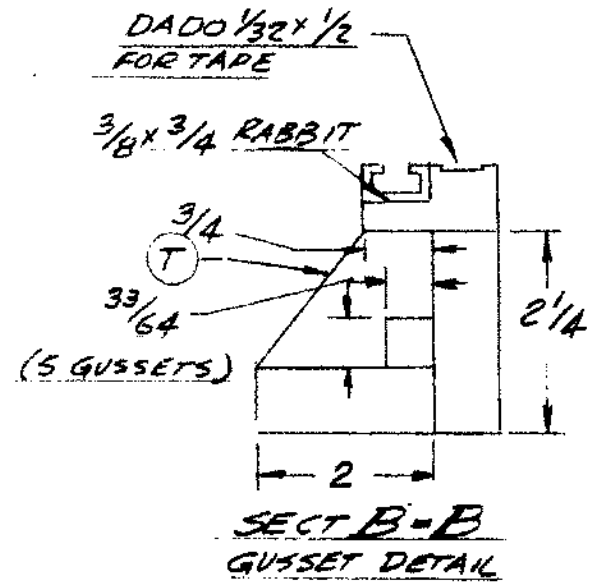 DADO 1/32 x 1/2
FOR TAPE
3/8 x 3/4 RABBIT
3/4
T
33/64
(5 GUSSETS)
2 1/4
2
SECT B-B
GUSSET DETAIL